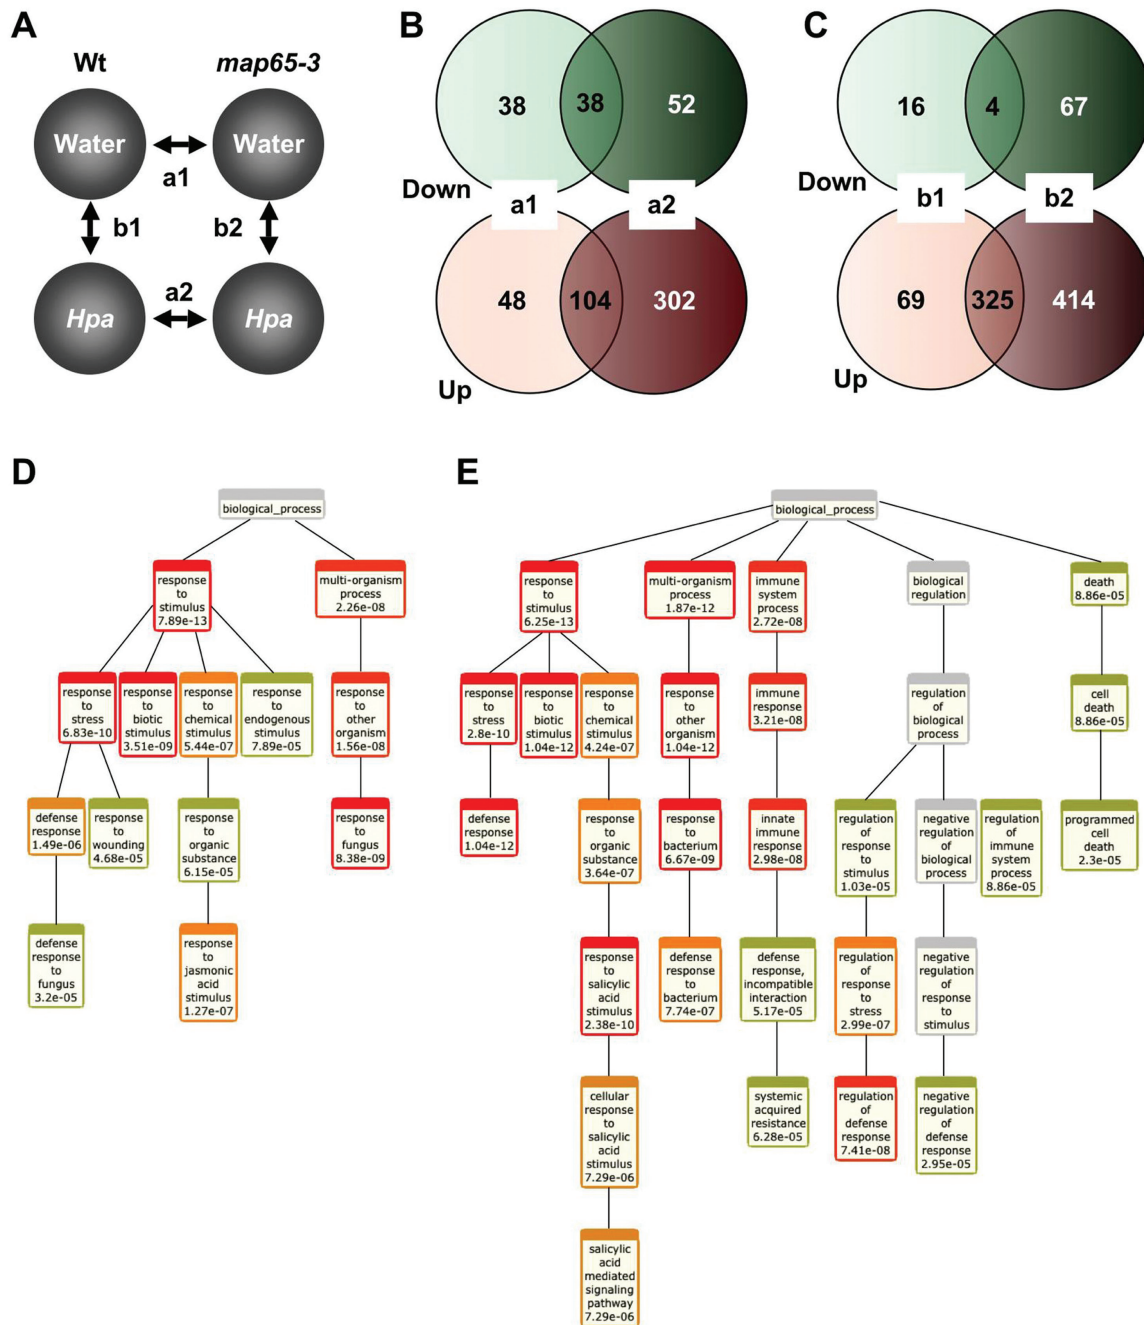 A
Wt
map65-3
Water
Water
a1
b1
b2
a2
Hpa
Hpa
B
38
38
52
Down
a1
a2
48
104
302
Up
C
16
4
67
Down
b1
b2
69
325
414
Up
D
biological_process
response
to
stimulus
7.89e-13
multi-organism
process
2.26e-08
response
to
stress
6.83e-10
response
to
biotic
stimulus
3.51e-09
response
to
chemical
stimulus
5.44e-07
response
to
endogenous
stimulus
7.89e-05
response
to
other
organism
1.56e-08
defense
response
1.49e-06
response
to
wounding
4.68e-05
response
to
organic
substance
6.15e-05
response
to
fungus
8.38e-09
defense
response
to
fungus
3.2e-05
response
to
jasmonic
acid
stimulus
1.27e-07
E
biological_process
response
to
stimulus
6.25e-13
multi-organism
process
1.87e-12
immune
system
process
2.72e-08
biological
regulation
death
8.86e-05
response
to
stress
2.8e-10
response
to
biotic
stimulus
1.04e-12
response
to
chemical
stimulus
4.24e-07
response
to
other
organism
1.04e-12
immune
response
3.21e-08
regulation
of
biological
process
cell
death
8.86e-05
defense
response
1.04e-12
response
to
organic
substance
3.64e-07
response
to
bacterium
6.67e-09
innate
immune
response
2.98e-08
regulation
of
response
to
stimulus
1.03e-05
negative
regulation
of
biological
process
regulation
of
immune
system
process
8.86e-05
programmed
cell
death
2.3e-05
response
to
salicylic
acid
stimulus
2.38e-10
defense
response
to
bacterium
7.74e-07
defense
response,
incompatible
interaction
5.17e-05
regulation
of
response
to
stress
2.99e-07
negative
regulation
of
response
to
stimulus
cellular
response
to
salicylic
acid
stimulus
7.29e-06
systemic
acquired
resistance
6.28e-05
regulation
of
defense
response
7.41e-08
negative
regulation
of
defense
response
2.95e-05
salicylic
acid
mediated
signaling
pathway
7.29e-06